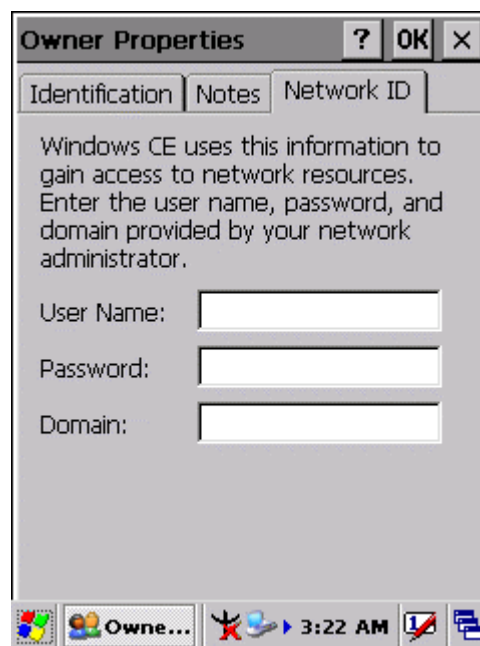 Owner Properties ? OK ×
Identification Notes Network ID
Windows CE uses this information to
gain access to network resources.
Enter the user name, password, and
domain provided by your network
administrator.
User Name:
Password:
Domain:
Owne... 3:22 AM